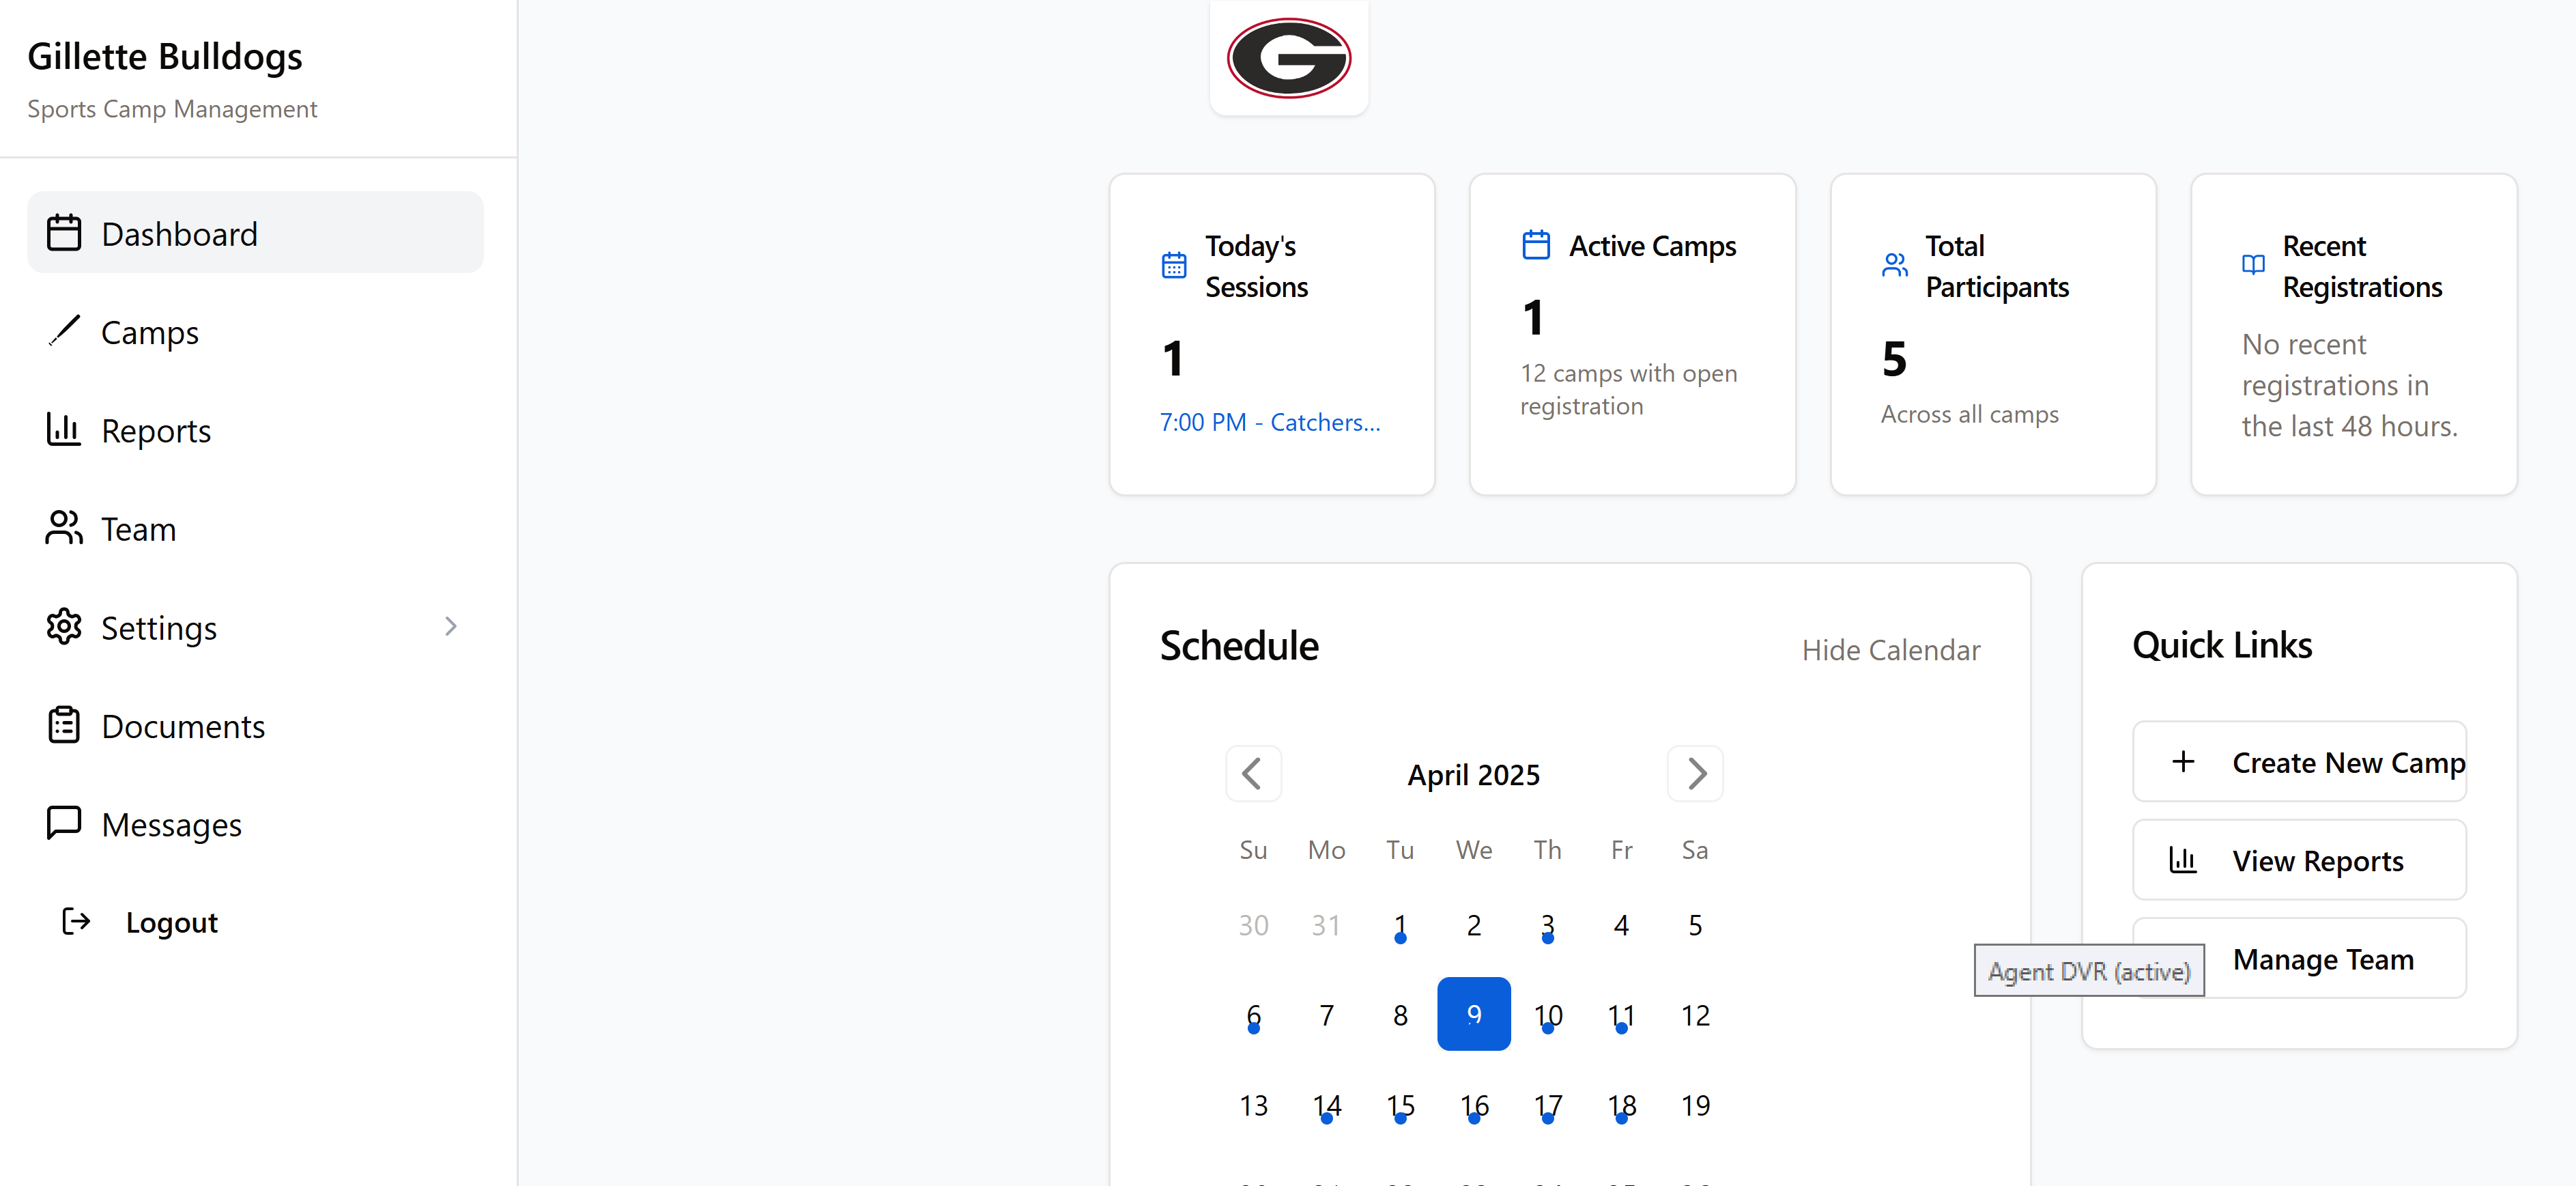 Gillette Bulldogs
Sports Camp Management
Dashboard
Camps
Reports
Team
Settings
Documents
Messages
Logout
G
Today's
Sessions
1
7:00 PM - Catchers...
Active Camps
1
12 camps with open
registration
Total
Participants
5
Across all camps
Recent
Registrations
No recent
registrations in
the last 48 hours.
Schedule
Hide Calendar
April 2025
Su Mo Tu We Th Fr Sa
30 31 1 2 3 4 5
6 7 8 9 10 11 12
13 14 15 16 17 18 19
Quick Links
Create New Camp
View Reports
Manage Team
Agent DVR (active)